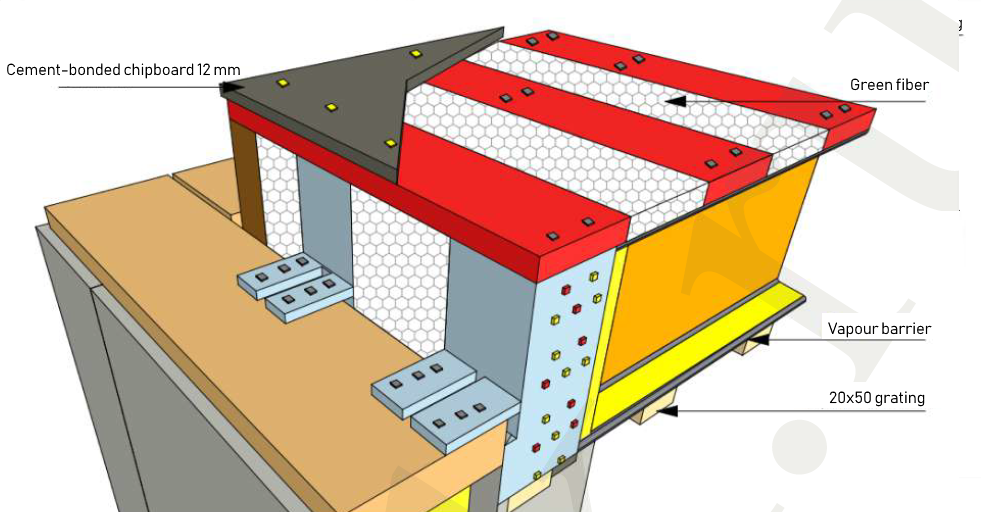 Cement-bonded chipboard 12 mm
Green fiber
Vapour barrier
20x50 grating